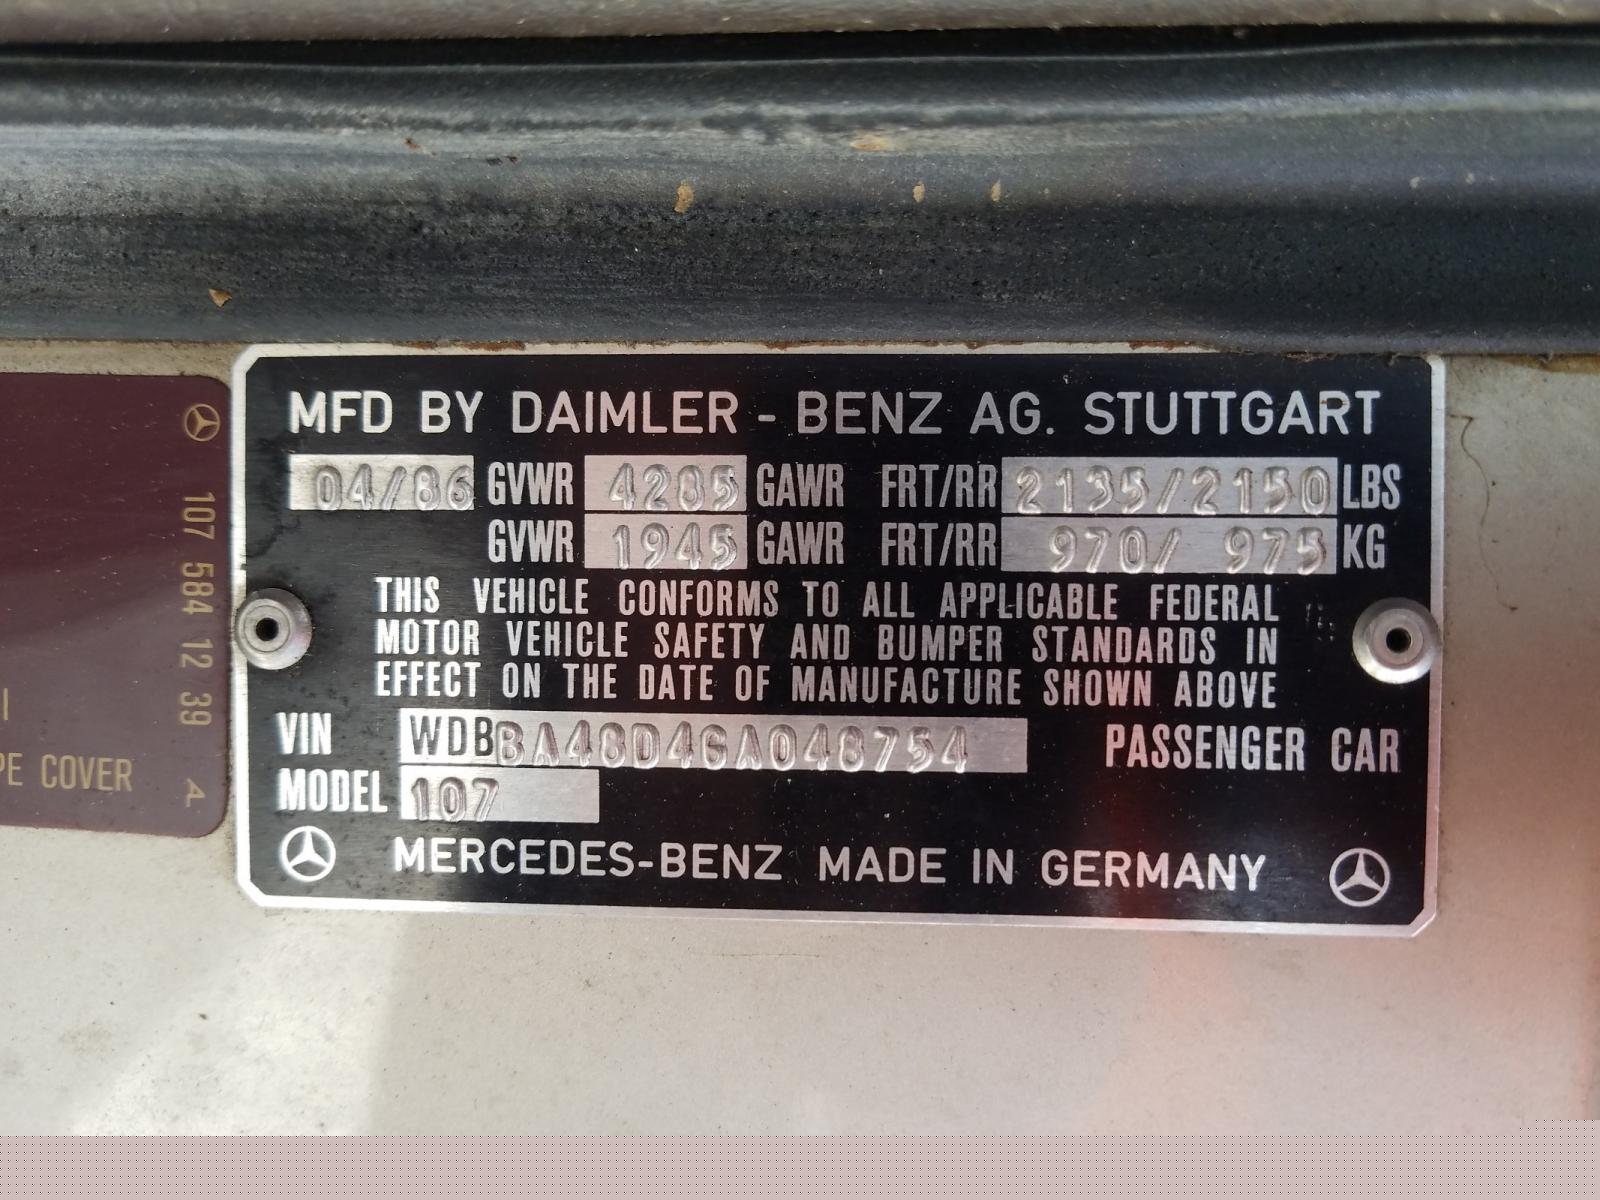 MFD BY DAIMLER - BENZ AG. STUTTGART
04/86 GVWR 4285 GAWR FRT/RR 2135/2150 LBS
GVWR 1945 GAWR FRT/RR 970/ 975 KG
THIS VEHICLE CONFORMS TO ALL APPLICABLE FEDERAL
MOTOR VEHICLE SAFETY AND BUMPER STANDARDS IN
EFFECT ON THE DATE OF MANUFACTURE SHOWN ABOVE
VIN WDBBA48D4GA048754 PASSENGER CAR
MODEL 107
MERCEDES-BENZ MADE IN GERMANY
107 584 12 39 A
COVER